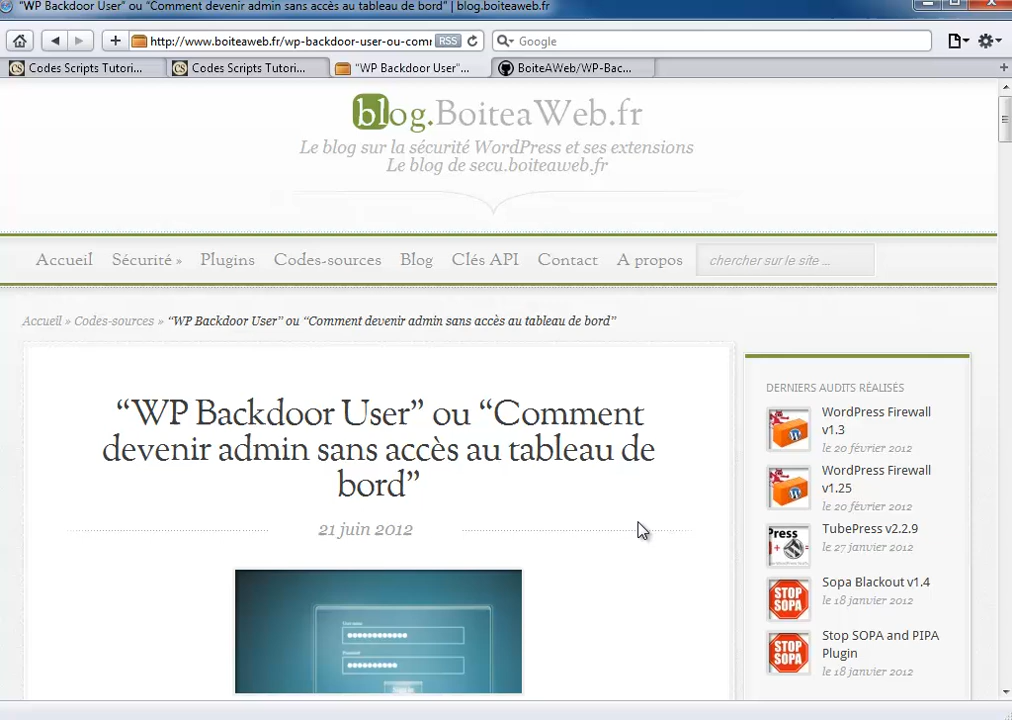 "WP Backdoor User" ou "Comment devenir admin sans accès au tableau de bord" | blog.boiteaweb.fr
http://www.boiteaweb.fr/wp-backdoor-user-ou-comm
RSS
Google
Codes Scripts Tutori...
Codes Scripts Tutori...
"WP Backdoor User"...
BoiteAWeb/WP-Bac...
blog.BoiteaWeb.fr
Le blog sur la sécurité WordPress et ses extensions
Le blog de secu.boiteaweb.fr
Accueil
Sécurité »
Plugins
Codes-sources
Blog
Clés API
Contact
A propos
chercher sur le site ...
Accueil » Codes-sources » “WP Backdoor User” ou “Comment devenir admin sans accès au tableau de bord”
“WP Backdoor User” ou “Comment
devenir admin sans accès au tableau de
bord”
21 juin 2012
Username
Password
DERNIERS AUDITS RÉALISÉS
WordPress Firewall
v1.3
le 20 février 2012
WordPress Firewall
v1.25
le 20 février 2012
Press
TubePress v2.2.9
le 27 janvier 2012
STOP
SOPA
Sopa Blackout v1.4
le 18 janvier 2012
STOP
SOPA
Stop SOPA and PIPA
Plugin
le 18 janvier 2012